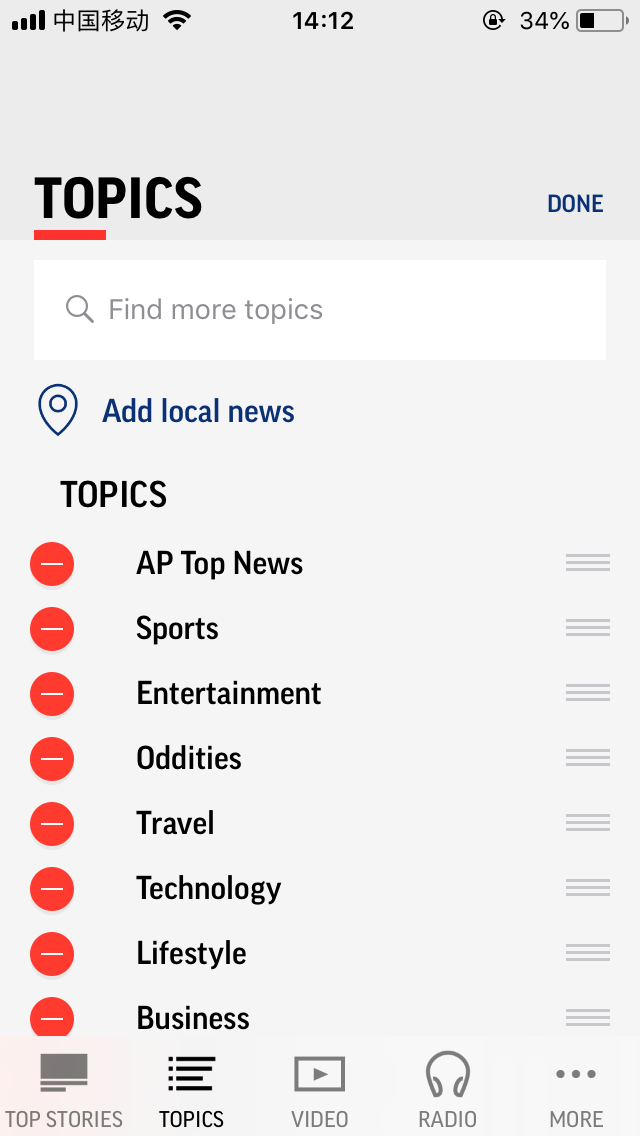 中国移动 14:12 34%
TOPICS DONE
Find more topics
Add local news
TOPICS
AP Top News
Sports
Entertainment
Oddities
Travel
Technology
Lifestyle
Business
TOP STORIES TOPICS VIDEO RADIO MORE